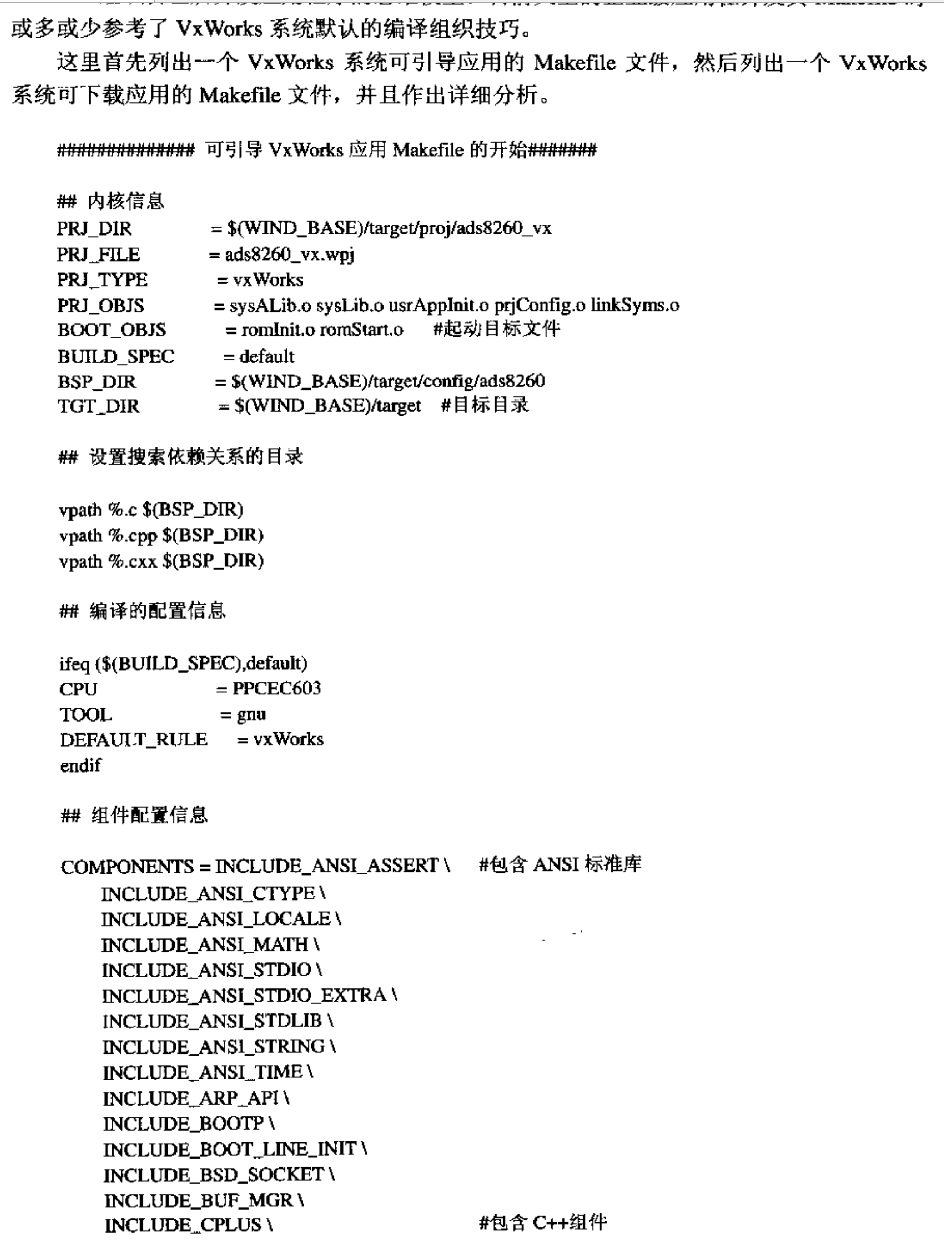 或多或少参考了 VxWorks 系统默认的编译组织技巧。
这里首先列出一个 VxWorks 系统可引导应用的 Makefile 文件，然后列出一个 VxWorks
系统可下载应用的 Makefile 文件，并且作出详细分析。
############## 可引导 VxWorks 应用 Makefile 的开始#######
## 内核信息
PRJ_DIR = $(WIND_BASE)/target/proj/ads8260_vx
PRJ_FILE = ads8260_vx.wpj
PRJ_TYPE = vxWorks
PRJ_OBJS = sysALib.o sysLib.o usrAppInit.o prjConfig.o linkSyms.o
BOOT_OBJS = romInit.o romStart.o #起动目标文件
BUILD_SPEC = default
BSP_DIR = $(WIND_BASE)/target/config/ads8260
TGT_DIR = $(WIND_BASE)/target #目标目录
## 设置搜索依赖关系的目录
vpath %.c $(BSP_DIR)
vpath %.cpp $(BSP_DIR)
vpath %.cxx $(BSP_DIR)
## 编译的配置信息
ifeq ($(BUILD_SPEC),default)
CPU = PPCEC603
TOOL = gnu
DEFAULT_RULE = vxWorks
endif
## 组件配置信息
COMPONENTS = INCLUDE_ANSI_ASSERT \ #包含 ANSI 标准库
INCLUDE_ANSI_CTYPE \
INCLUDE_ANSI_LOCALE \
INCLUDE_ANSI_MATH \
INCLUDE_ANSI_STDIO \
INCLUDE_ANSI_STDIO_EXTRA \
INCLUDE_ANSI_STDLIB \
INCLUDE_ANSI_STRING \
INCLUDE_ANSI_TIME \
INCLUDE_ARP_API \
INCLUDE_BOOTP \
INCLUDE_BOOT_LINE_INIT \
INCLUDE_BSD_SOCKET \
INCLUDE_BUF_MGR \
INCLUDE_CPLUS \ #包含 C++组件